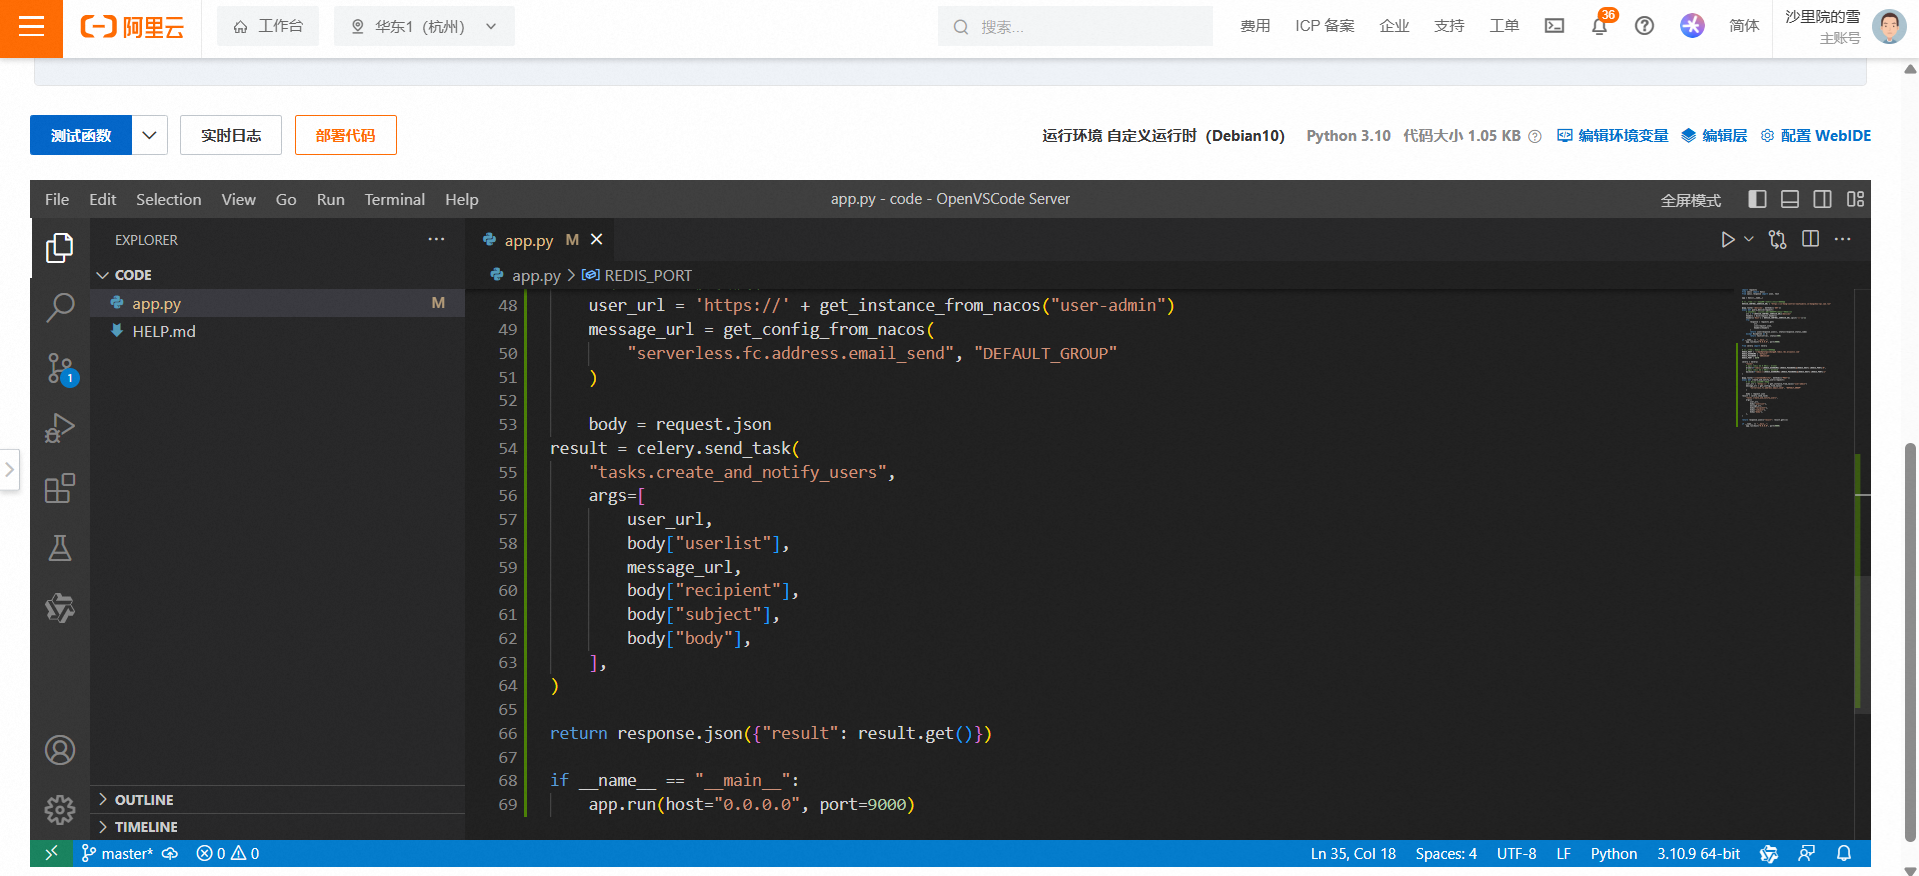 阿里云
工作台
华东1（杭州）
搜索...
费用
ICP 备案
企业
支持
工单
36
简体
沙里院的雪
主账号
测试函数
实时日志
部署代码
运行环境 自定义运行时（Debian10）
Python 3.10
代码大小 1.05 KB
编辑环境变量
编辑层
配置 WebIDE
File Edit Selection View Go Run Terminal Help
app.py - code - OpenVSCode Server
全屏模式
EXPLORER
CODE
app.py M
HELP.md
1
OUTLINE
TIMELINE
app.py M
app.py > REDIS_PORT
48 user_url = 'https://' + get_instance_from_nacos("user-admin")
49 message_url = get_config_from_nacos(
50 "serverless.fc.address.email_send", "DEFAULT_GROUP"
51 )
52
53 body = request.json
54 result = celery.send_task(
55 "tasks.create_and_notify_users",
56 args=[
57 user_url,
58 body["userlist"],
59 message_url,
60 body["recipient"],
61 body["subject"],
62 body["body"],
63 ],
64 )
65
66 return response.json({"result": result.get()})
67
68 if __name__ == "__main__":
69 app.run(host="0.0.0.0", port=9000)
master* 0 0
Ln 35, Col 18 Spaces: 4 UTF-8 LF Python 3.10.9 64-bit